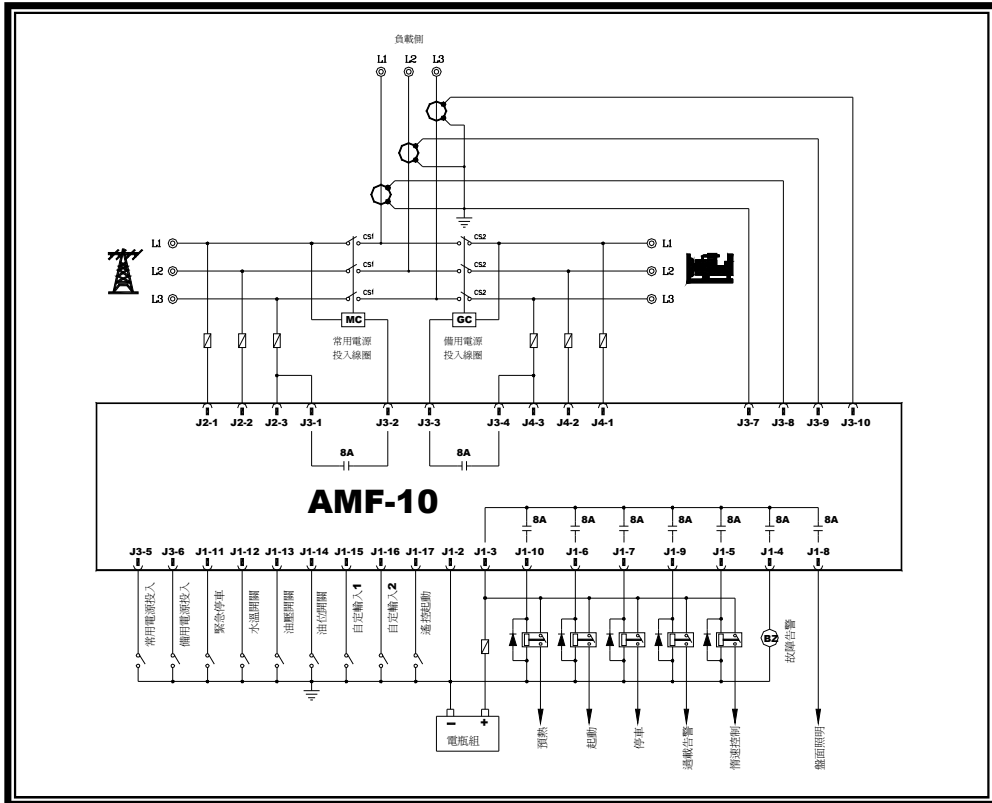 負載側
L1 L2 L3
L1 CS1 CS2 L1
L2 CS1 CS2 L2
L3 CS1 CS2 L3
MC GC
常用電源 備用電源
投入線圈 投入線圈
J2-1 J2-2 J2-3 J3-1 J3-2 J3-3 J3-4 J4-3 J4-2 J4-1 J3-7 J3-8 J3-9 J3-10
8A 8A
AMF-10
8A 8A 8A 8A 8A 8A 8A
J3-5 J3-6 J1-11 J1-12 J1-13 J1-14 J1-15 J1-16 J1-17 J1-2 J1-3 J1-10 J1-6 J1-7 J1-9 J1-5 J1-4 J1-8
常用電源投入
備用電源投入
緊急停車
水溫開關
油壓開關
油位開關
自定輸入1
自定輸入2
遙控起動
BZ
故障告警
− +
電瓶組
預熱
起動
停車
過載告警
惰速控制
盤面照明